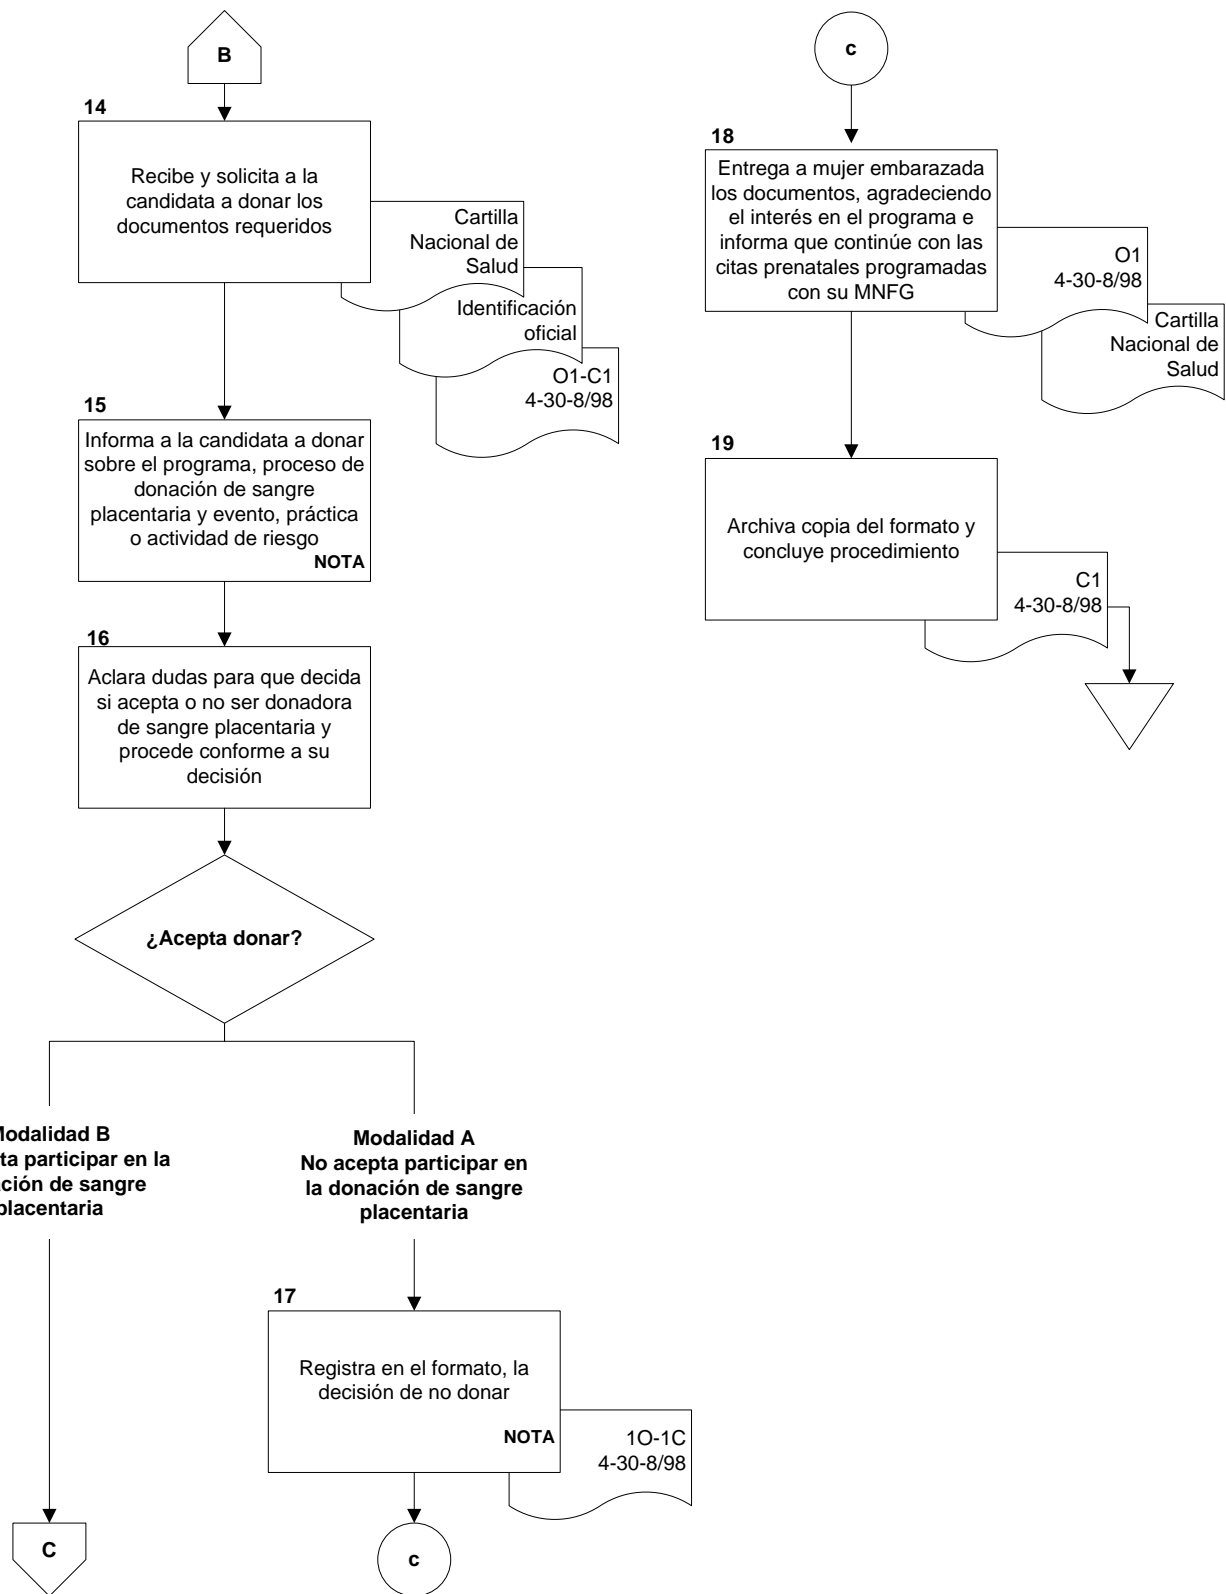 B
14
Recibe y solicita a la
candidata a donar los
documentos requeridos
Cartilla
Nacional de
Salud
Identificación
oficial
O1-C1
4-30-8/98
15
Informa a la candidata a donar
sobre el programa, proceso de
donación de sangre
placentaria y evento, práctica
o actividad de riesgo
NOTA
16
Aclara dudas para que decida
si acepta o no ser donadora
de sangre placentaria y
procede conforme a su
decisión
¿Acepta donar?
Modalidad B
ta participar en la
ación de sangre
placentaria
C
Modalidad A
No acepta participar en
la donación de sangre
placentaria
17
Registra en el formato, la
decisión de no donar
NOTA
1O-1C
4-30-8/98
c
c
18
Entrega a mujer embarazada
los documentos, agradeciendo
el interés en el programa e
informa que continúe con las
citas prenatales programadas
con su MNFG
O1
4-30-8/98
Cartilla
Nacional de
Salud
19
Archiva copia del formato y
concluye procedimiento
C1
4-30-8/98